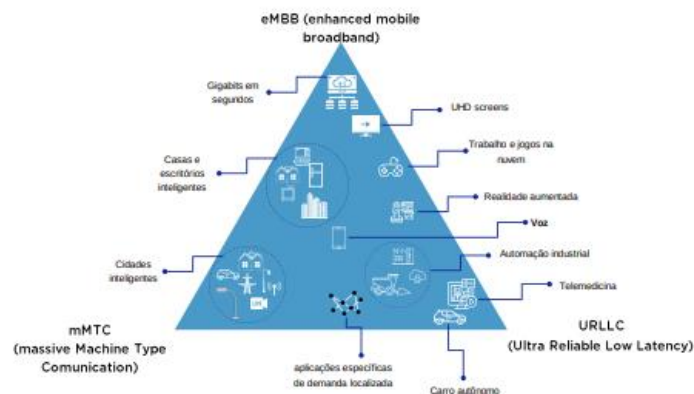 eMBB (enhanced mobile
broadband)
Gigabits em
segundos
UHD screens
Trabalho e jogos na
nuvem
Casas e
escritórios
inteligentes
Realidade aumentada
Voz
Automação industrial
Cidades
inteligentes
Telemedicina
mMTC
(massive Machine Type
Comunication)
URLLC
(Ultra Reliable Low Latency)
aplicações específicas
de demanda localizada
Carro autônomo